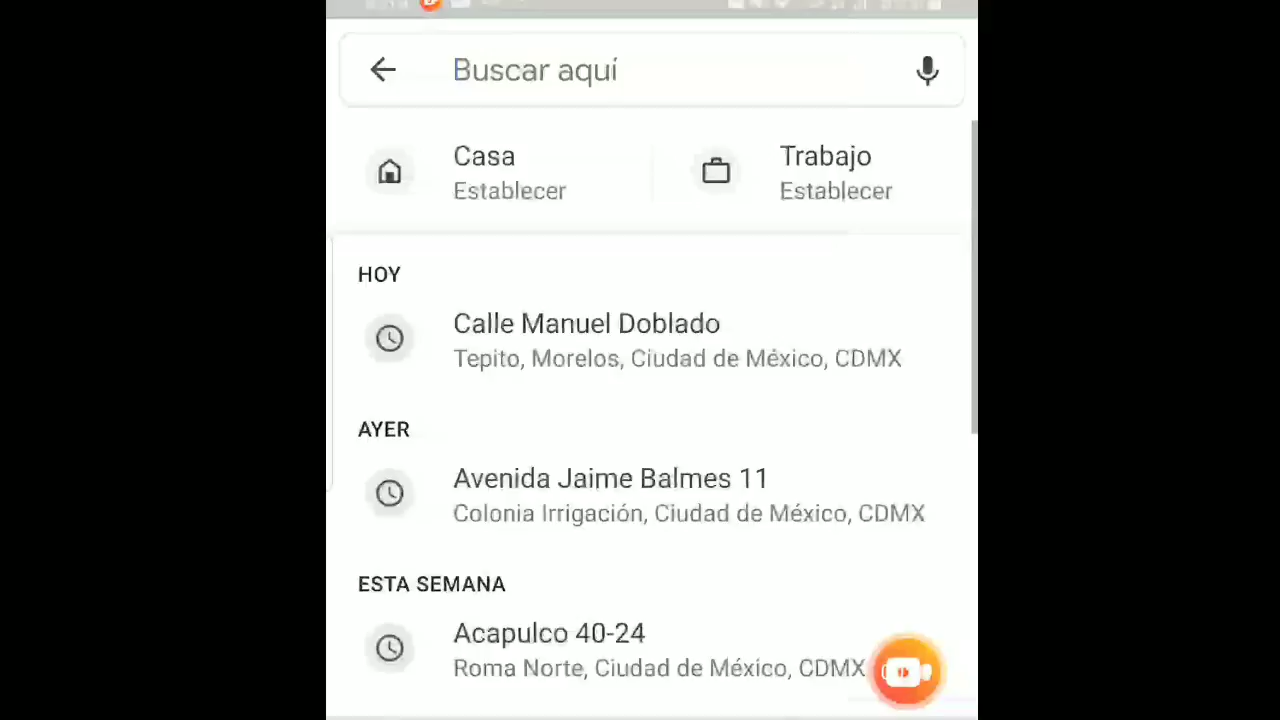 Buscar aquí
Casa
Establecer
Trabajo
Establecer
HOY
Calle Manuel Doblado
Tepito, Morelos, Ciudad de México, CDMX
AYER
Avenida Jaime Balmes 11
Colonia Irrigación, Ciudad de México, CDMX
ESTA SEMANA
Acapulco 40-24
Roma Norte, Ciudad de México, CDMX